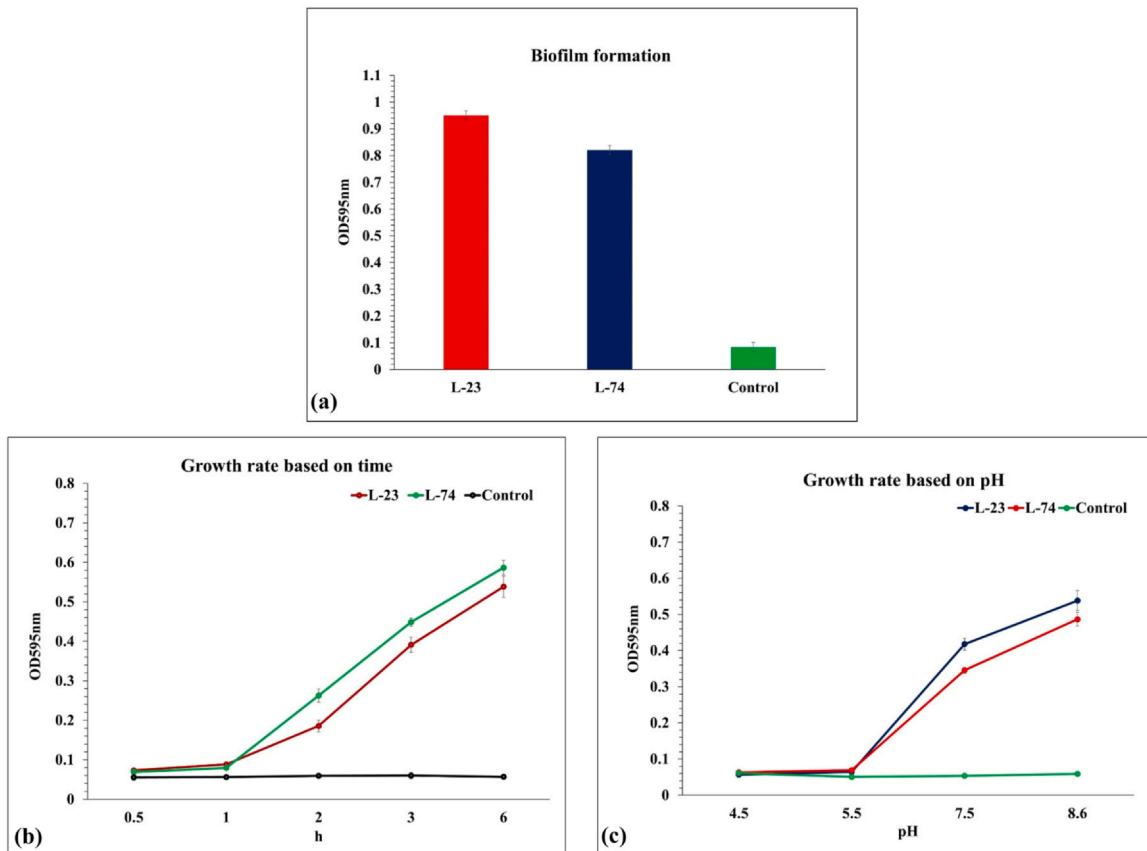 Biofilm formation
1.1
1
0.9
0.8
0.7
0.6
0.5
0.4
0.3
0.2
0.1
0
OD595nm
L-23 L-74 Control
(a)
Growth rate based on time
L-23 L-74 Control
0.8
0.7
0.6
0.5
0.4
0.3
0.2
0.1
0
OD595nm
0.5 1 2 3 6
h
(b)
Growth rate based on pH
L-23 L-74 Control
0.8
0.7
0.6
0.5
0.4
0.3
0.2
0.1
0
OD595nm
4.5 5.5 7.5 8.6
pH
(c)